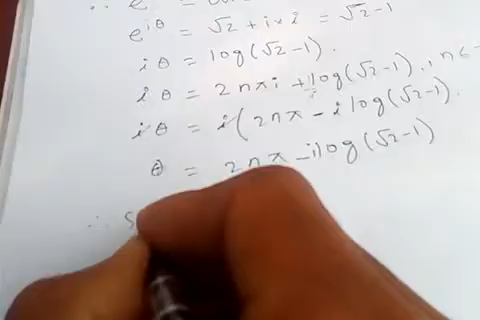 ∴ e
e^{iθ} = √2 + i × i = √2 - 1
iθ = log(√2 - 1).
iθ = 2nπi + log(√2 - 1), n ∈
iθ = i(2nπ - i log(√2 - 1).
θ = 2nπ - i log(√2 - 1)
∴ S